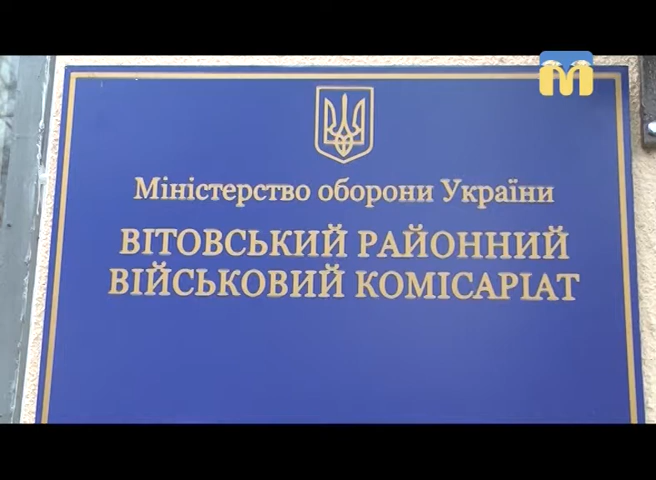 Міністерство оборони України
ВІТОВСЬКИЙ РАЙОННИЙ
ВІЙСЬКОВИЙ КОМІСАРІАТ